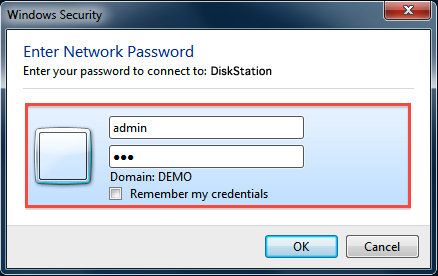 Windows Security
Enter Network Password
Enter your password to connect to: DiskStation
admin
●●●
Domain: DEMO
Remember my credentials
OK
Cancel